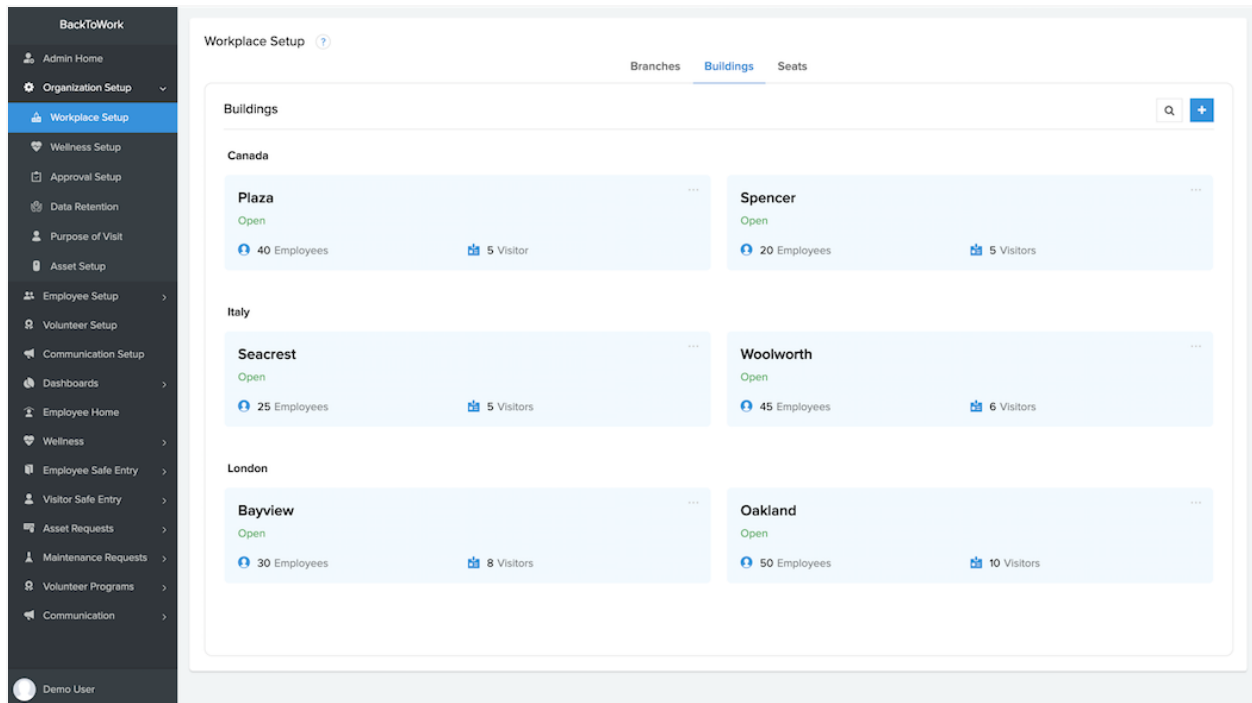 BackToWork
Admin Home
Organization Setup
Workplace Setup
Wellness Setup
Approval Setup
Data Retention
Purpose of Visit
Asset Setup
Employee Setup
Volunteer Setup
Communication Setup
Dashboards
Employee Home
Wellness
Employee Safe Entry
Visitor Safe Entry
Asset Requests
Maintenance Requests
Volunteer Programs
Communication
Demo User
Workplace Setup ?
Branches Buildings Seats
Buildings
Canada
Plaza
Open
40 Employees 5 Visitor
Spencer
Open
20 Employees 5 Visitors
Italy
Seacrest
Open
25 Employees 5 Visitors
Woolworth
Open
45 Employees 6 Visitors
London
Bayview
Open
30 Employees 8 Visitors
Oakland
Open
50 Employees 10 Visitors